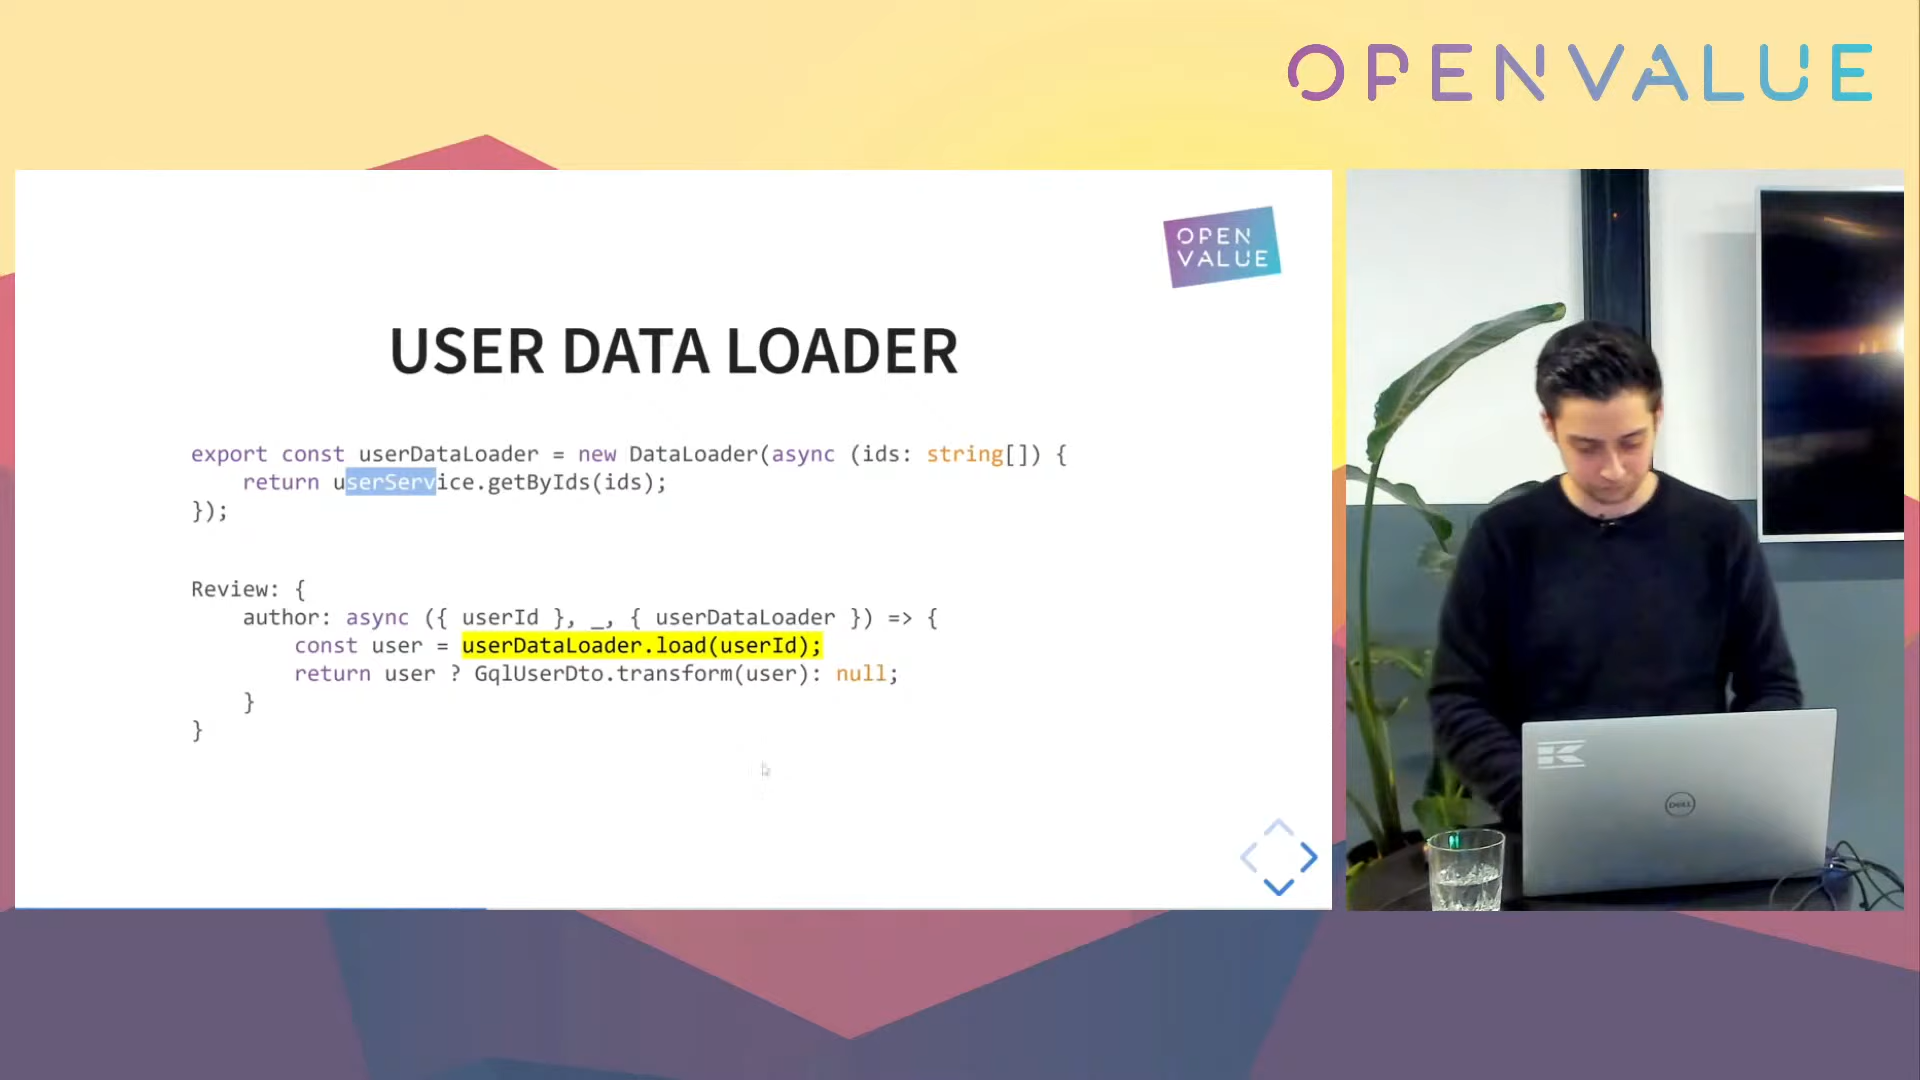 OPENVALUE
OPEN
VALUE
USER DATA LOADER
export const userDataLoader = new DataLoader(async (ids: string[]) {
    return userService.getByIds(ids);
});
Review: {
    author: async ({ userId }, _, { userDataLoader }) => {
        const user = userDataLoader.load(userId);
        return user ? GqlUserDto.transform(user): null;
    }
}
DELL